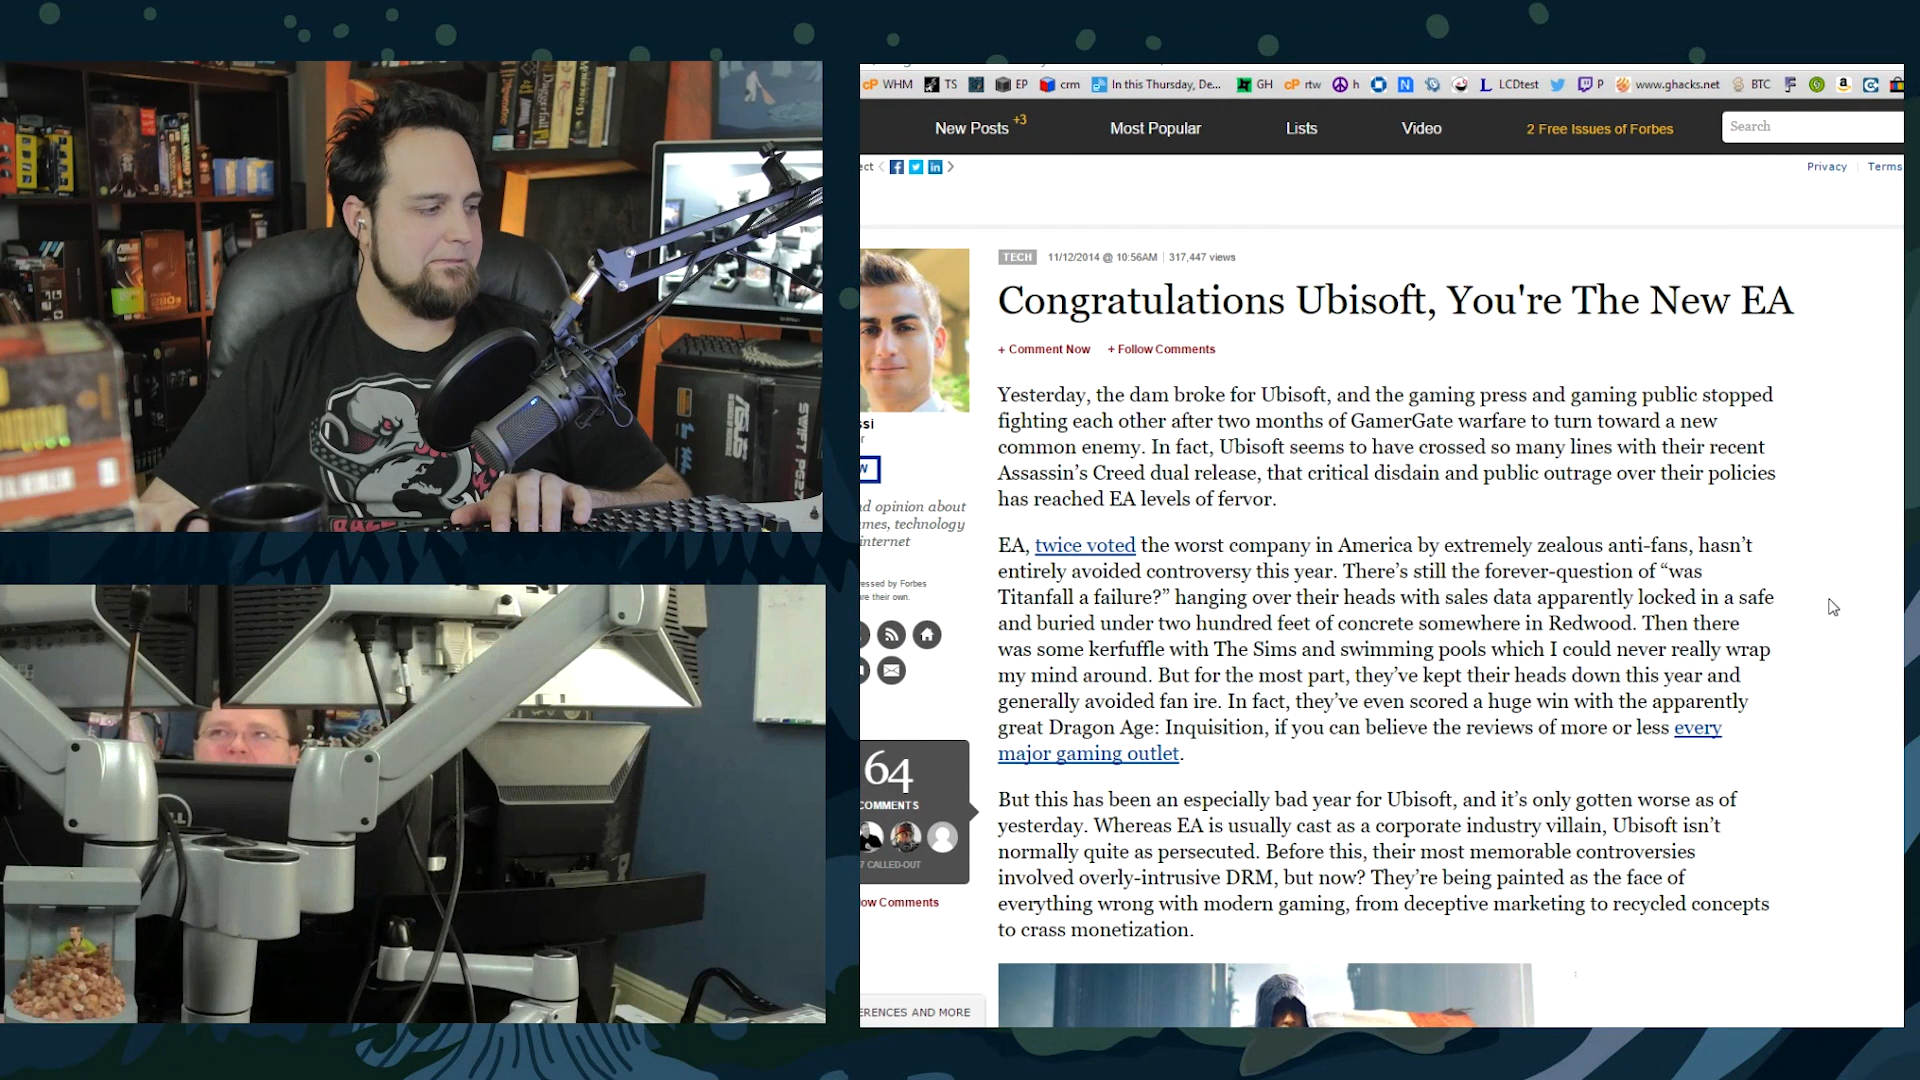 WHM
TS
EP
crm
In this Thursday, De...
GH
rtw
h
LCDtest
P
www.ghacks.net
BTC
New Posts +3
Most Popular
Lists
Video
2 Free Issues of Forbes
Search
Privacy
Terms
TECH 11/12/2014 @ 10:56AM 317,447 views
Congratulations Ubisoft, You're The New EA
+ Comment Now + Follow Comments
Yesterday, the dam broke for Ubisoft, and the gaming press and gaming public stopped
fighting each other after two months of GamerGate warfare to turn toward a new
common enemy. In fact, Ubisoft seems to have crossed so many lines with their recent
Assassin's Creed dual release, that critical disdain and public outrage over their policies
has reached EA levels of fervor.
EA, twice voted the worst company in America by extremely zealous anti-fans, hasn't
entirely avoided controversy this year. There's still the forever-question of “was
Titanfall a failure?” hanging over their heads with sales data apparently locked in a safe
and buried under two hundred feet of concrete somewhere in Redwood. Then there
was some kerfuffle with The Sims and swimming pools which I could never really wrap
my mind around. But for the most part, they've kept their heads down this year and
generally avoided fan ire. In fact, they've even scored a huge win with the apparently
great Dragon Age: Inquisition, if you can believe the reviews of more or less every
major gaming outlet.
But this has been an especially bad year for Ubisoft, and it's only gotten worse as of
yesterday. Whereas EA is usually cast as a corporate industry villain, Ubisoft isn't
normally quite as persecuted. Before this, their most memorable controversies
involved overly-intrusive DRM, but now? They're being painted as the face of
everything wrong with modern gaming, from deceptive marketing to recycled concepts
to crass monetization.
ssi
nd opinion about
mes, technology
internet
essed by Forbes
re their own.
64
COMMENTS
7 CALLED-OUT
ow Comments
ERENCES AND MORE
ASUS
SWIFT PG27
Daggerfall
DELL